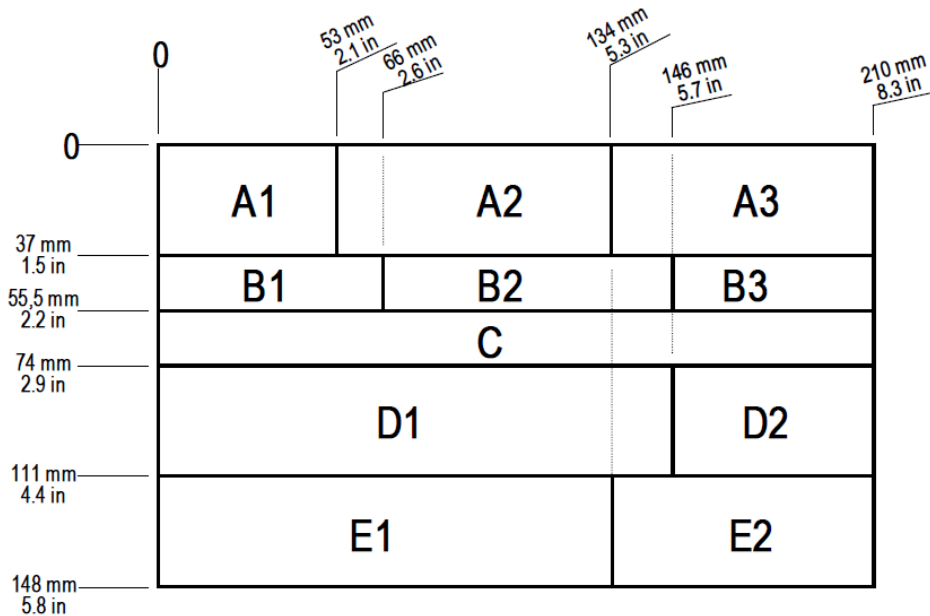 0
53 mm
2.1 in
66 mm
2.6 in
134 mm
5.3 in
146 mm
5.7 in
210 mm
8.3 in
0
A1 A2 A3
37 mm
1.5 in
B1 B2 B3
55,5 mm
2.2 in
C
74 mm
2.9 in
D1 D2
111 mm
4.4 in
E1 E2
148 mm
5.8 in